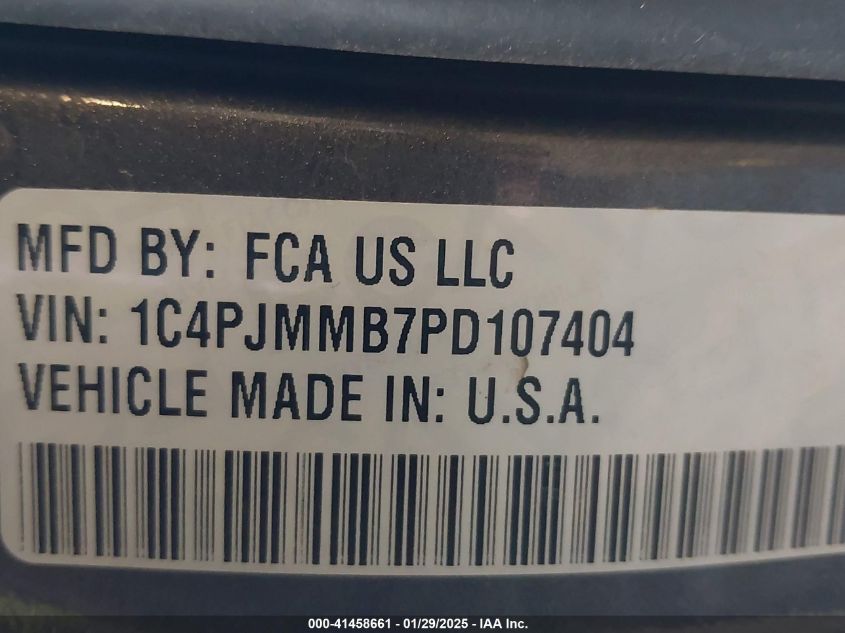 MFD BY: FCA US LLC
VIN: 1C4PJMMB7PD107404
VEHICLE MADE IN: U.S.A.
000-41458661 - 01/29/2025 - IAA Inc.